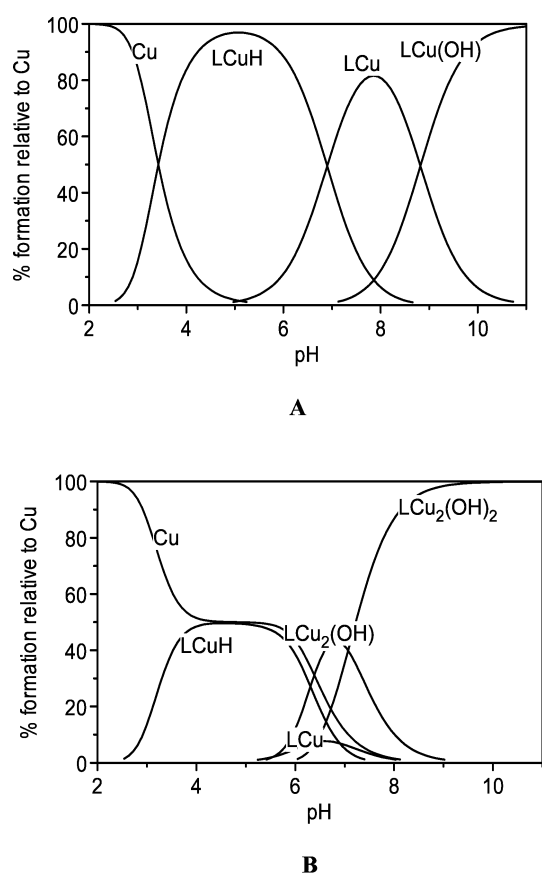 % formation relative to Cu
100
80
60
40
20
0
Cu
LCuH
LCu
LCu(OH)
2
4
6
8
10
pH
A
% formation relative to Cu
100
80
60
40
20
0
Cu
LCuH
LCu₂(OH)
LCu
LCu₂(OH)₂
2
4
6
8
10
pH
B